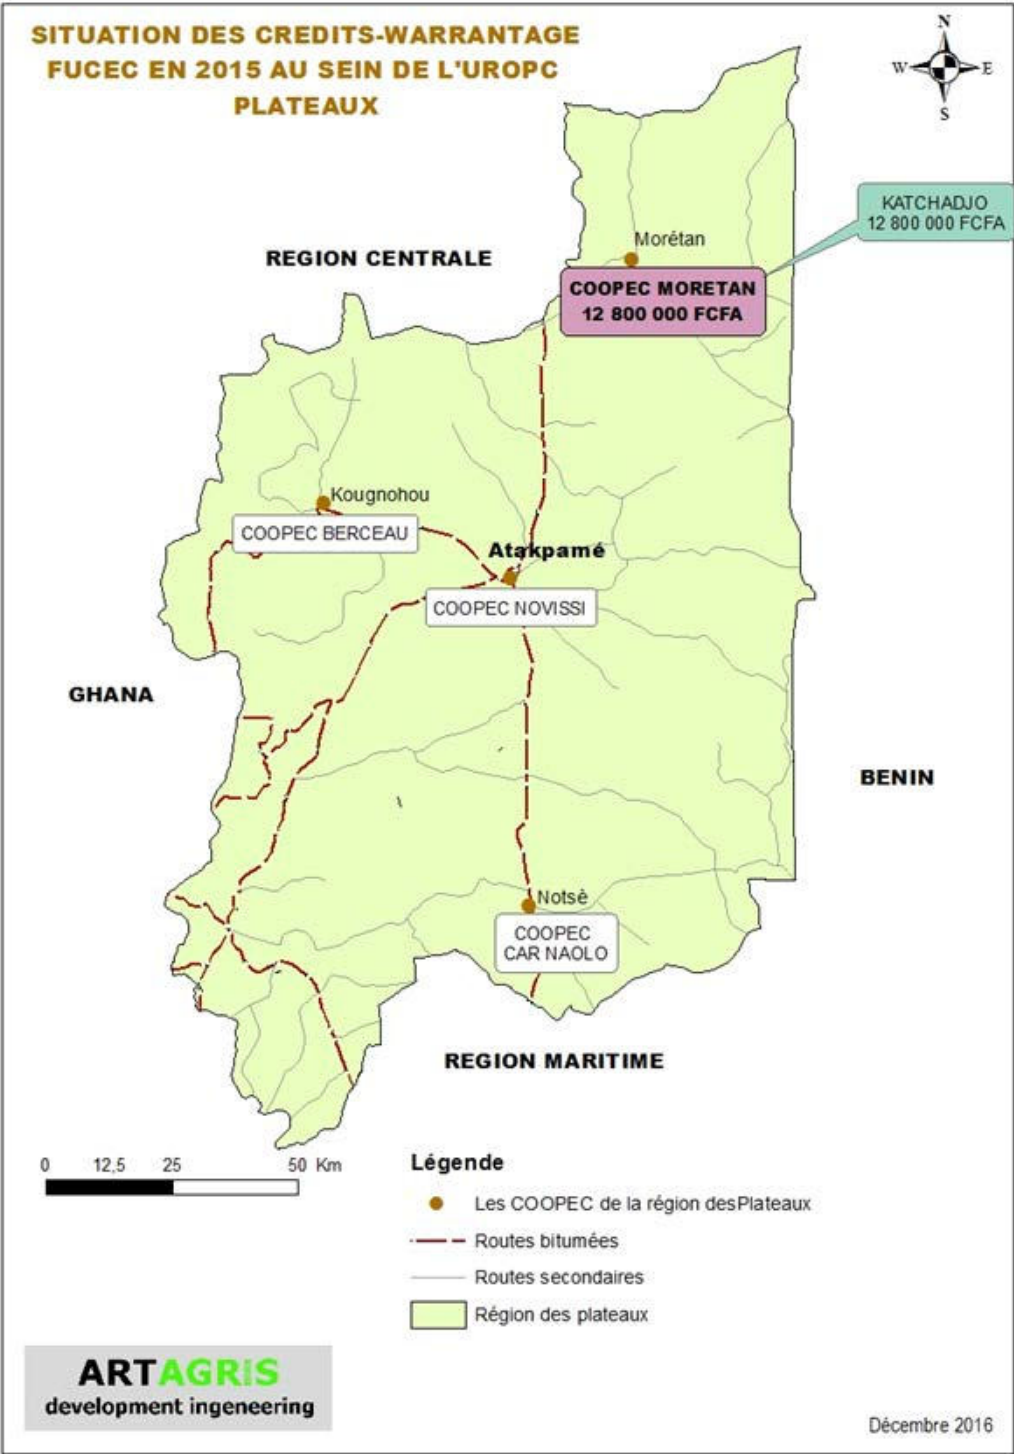 SITUATION DES CREDITS-WARRANTAGE
FUCEC EN 2015 AU SEIN DE L'UROPC
PLATEAUX
N
W
E
S
KATCHADJO
12 800 000 FCFA
Morétan
REGION CENTRALE
COOPEC MORETAN
12 800 000 FCFA
Kougnohou
COOPEC BERCEAU
Atakpamé
COOPEC NOVISSI
GHANA
BENIN
Notsè
COOPEC
CAR NAOLO
REGION MARITIME
0 12,5 25 50 Km
Légende
Les COOPEC de la région desPlateaux
Routes bitumées
Routes secondaires
Région des plateaux
ARTAGRIS
development ingeneering
Décembre 2016